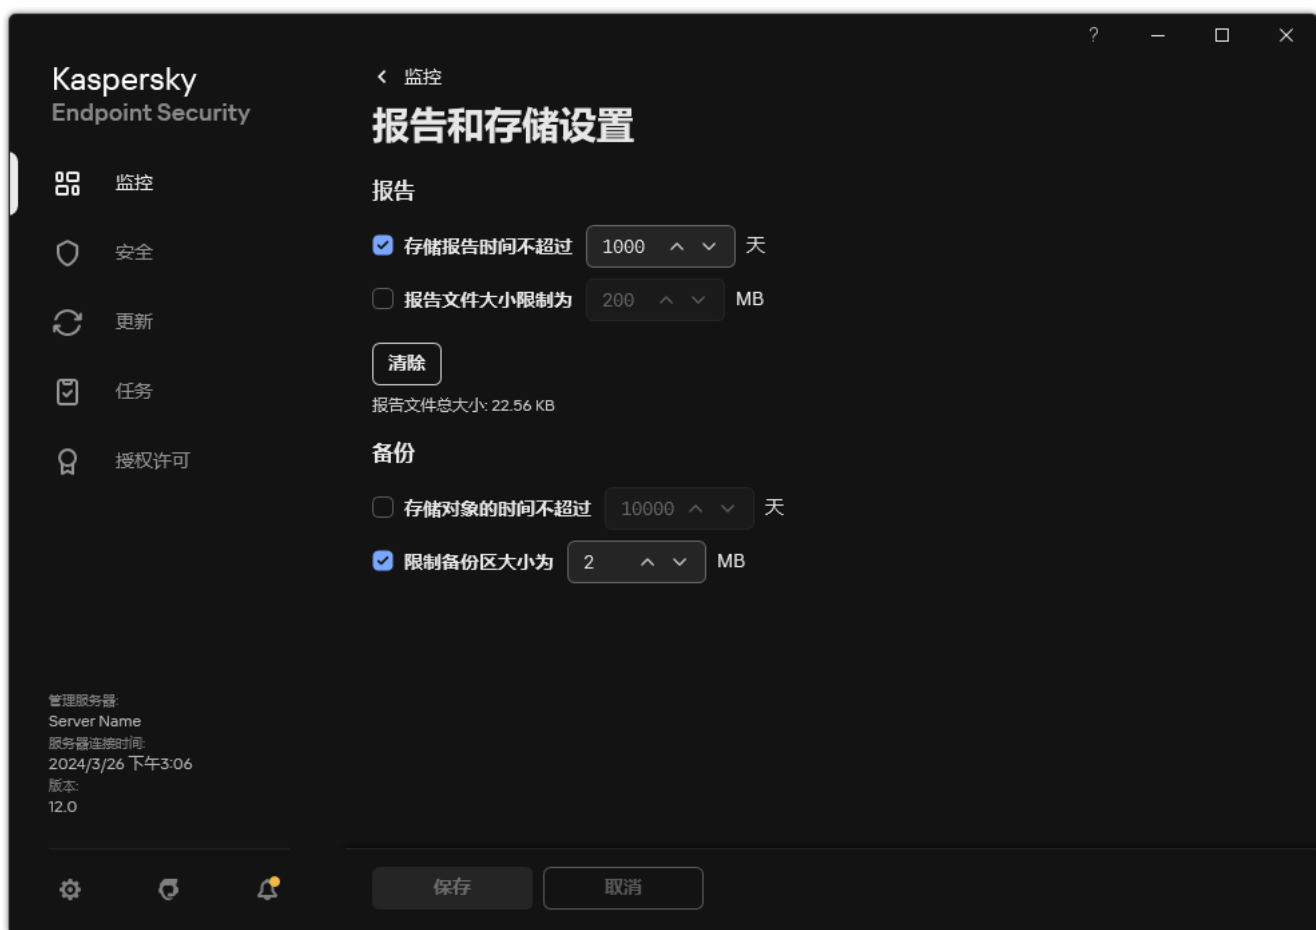 ?
Kaspersky
Endpoint Security
监控
安全
更新
任务
授权许可
管理服务器:
Server Name
服务器连接时间:
2024/3/26 下午3:06
版本:
12.0
监控
报告和存储设置
报告
存储报告时间不超过 1000 天
报告文件大小限制为 200 MB
清除
报告文件总大小: 22.56 KB
备份
存储对象的时间不超过 10000 天
限制备份区大小为 2 MB
保存 取消